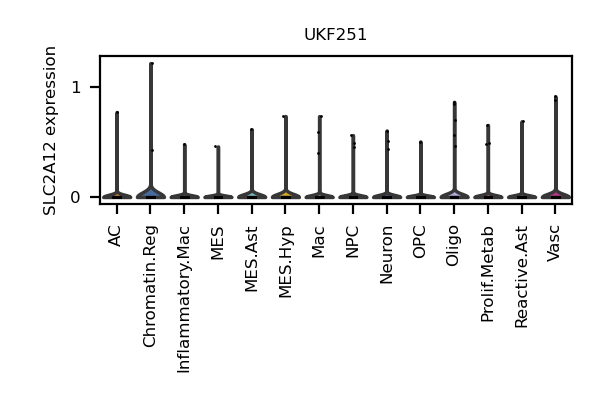 UKF251
SLC2A12 expression
1
0
AC
Chromatin.Reg
Inflammatory.Mac
MES
MES.Ast
MES.Hyp
Mac
NPC
Neuron
OPC
Oligo
Prolif.Metab
Reactive.Ast
Vasc